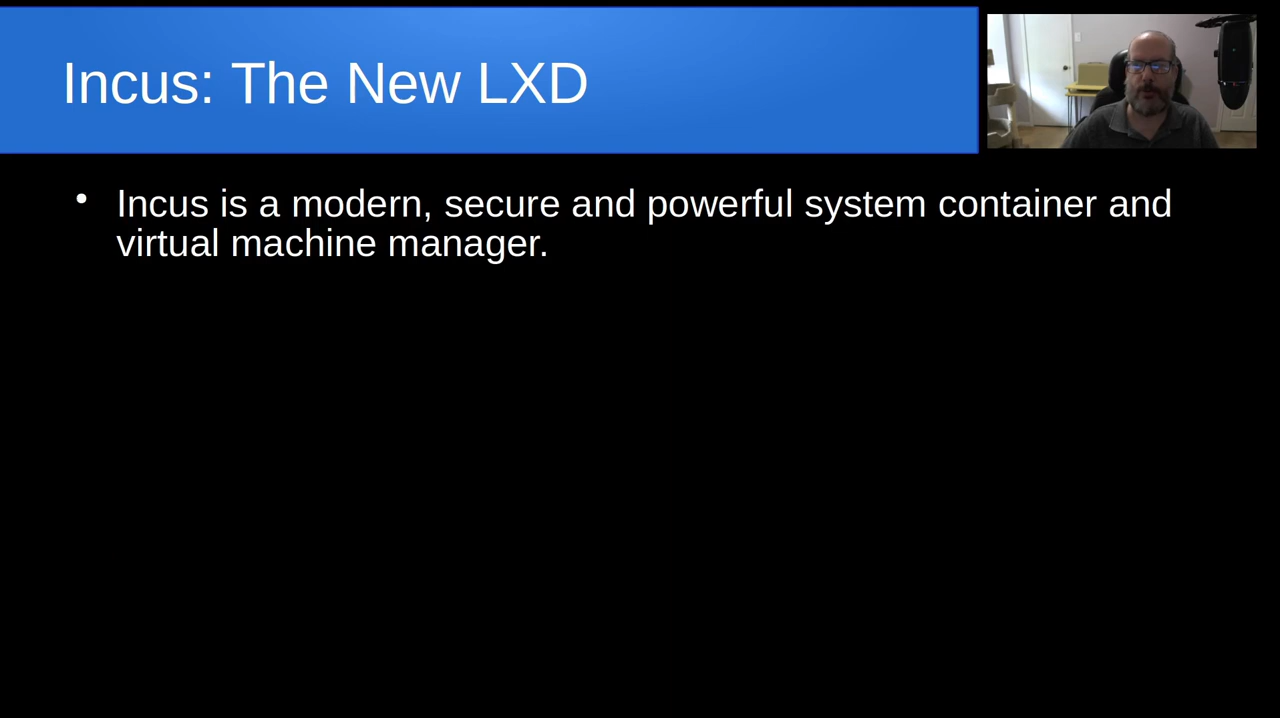 Incus: The New LXD
• Incus is a modern, secure and powerful system container and
virtual machine manager.